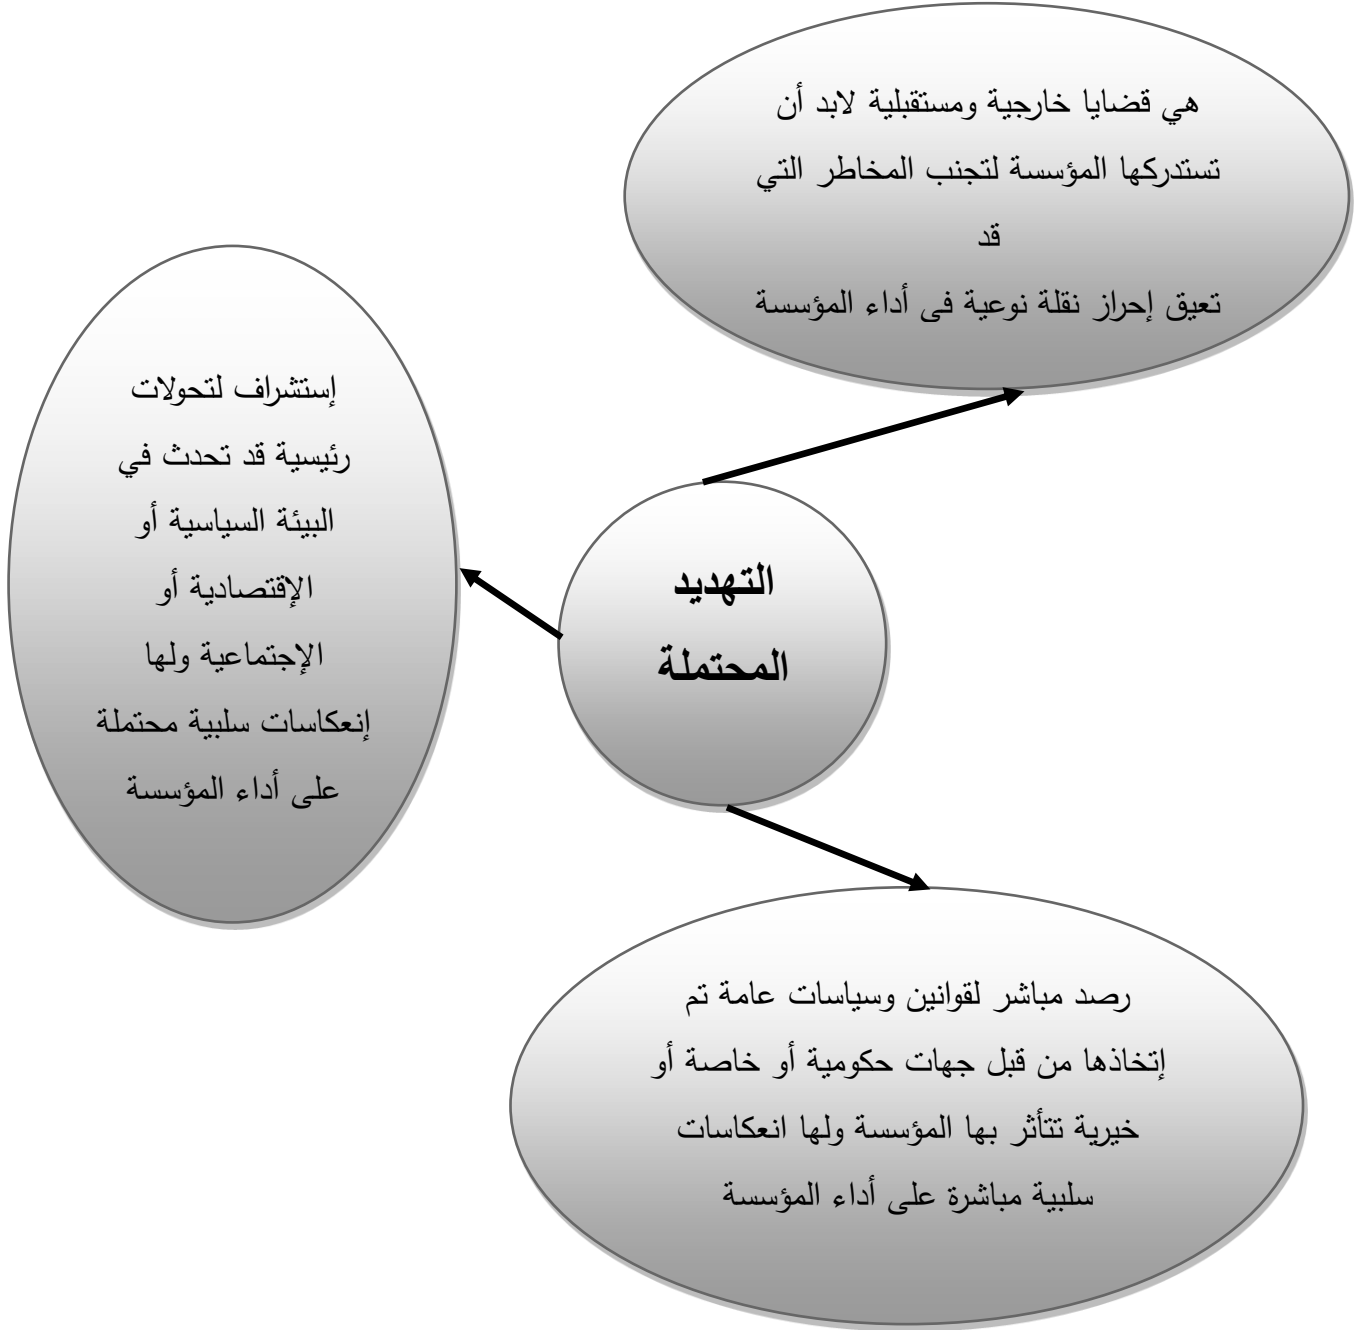 هي قضايا خارجية ومستقبلية لابد أن
تستدركها المؤسسة لتجنب المخاطر التي
قد
تعيق إحراز نقلة نوعية فى أداء المؤسسة
إستشراف لتحولات
رئيسية قد تحدث في
البيئة السياسية أو
الإقتصادية أو
الإجتماعية ولها
إنعكاسات سلبية محتملة
على أداء المؤسسة
التهديد
المحتملة
رصد مباشر لقوانين وسياسات عامة تم
إتخاذها من قبل جهات حكومية أو خاصة أو
خيرية تتأثر بها المؤسسة ولها انعكاسات
سلبية مباشرة على أداء المؤسسة